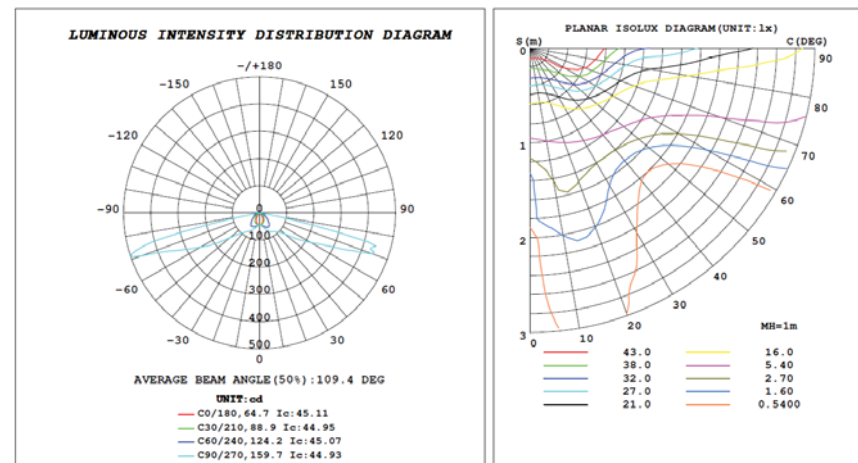 LUMINOUS INTENSITY DISTRIBUTION DIAGRAM
-/+180
-150 150
-120 120
-90 0 90
100
-60 200 60
300
-30 400 30
500
0
AVERAGE BEAM ANGLE(50%):109.4 DEG
UNIT:cd
C0/180,64.7 Ic:45.11
C30/210,88.9 Ic:44.95
C60/240,124.2 Ic:45.07
C90/270,159.7 Ic:44.93
PLANAR ISOLUX DIAGRAM(UNIT:lx)
S(m) C(DEG)
0 90
80
1
70
60
2 50
40
30
3 20
0 10
MH=1m
43.0 16.0
38.0 5.40
32.0 2.70
27.0 1.60
21.0 0.5400